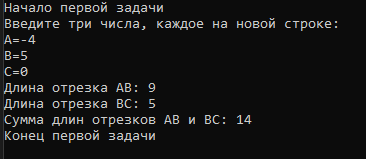 Начало первой задачи
Введите три числа, каждое на новой строке:
A=-4
B=5
C=0
Длина отрезка AB: 9
Длина отрезка BC: 5
Сумма длин отрезков AB и BC: 14
Конец первой задачи